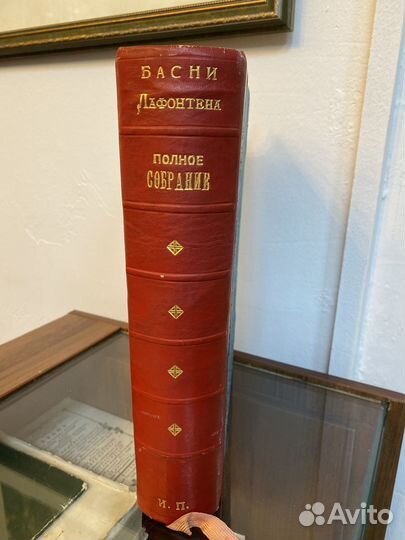 БАСНИ
Лафонтена
ПОЛНОЕ
СОБРАНИЕ
И. П.
Avito